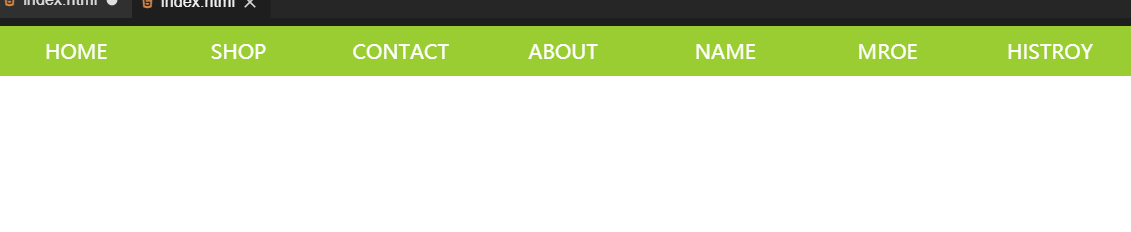 index.html index.html
HOME SHOP CONTACT ABOUT NAME MROE HISTROY